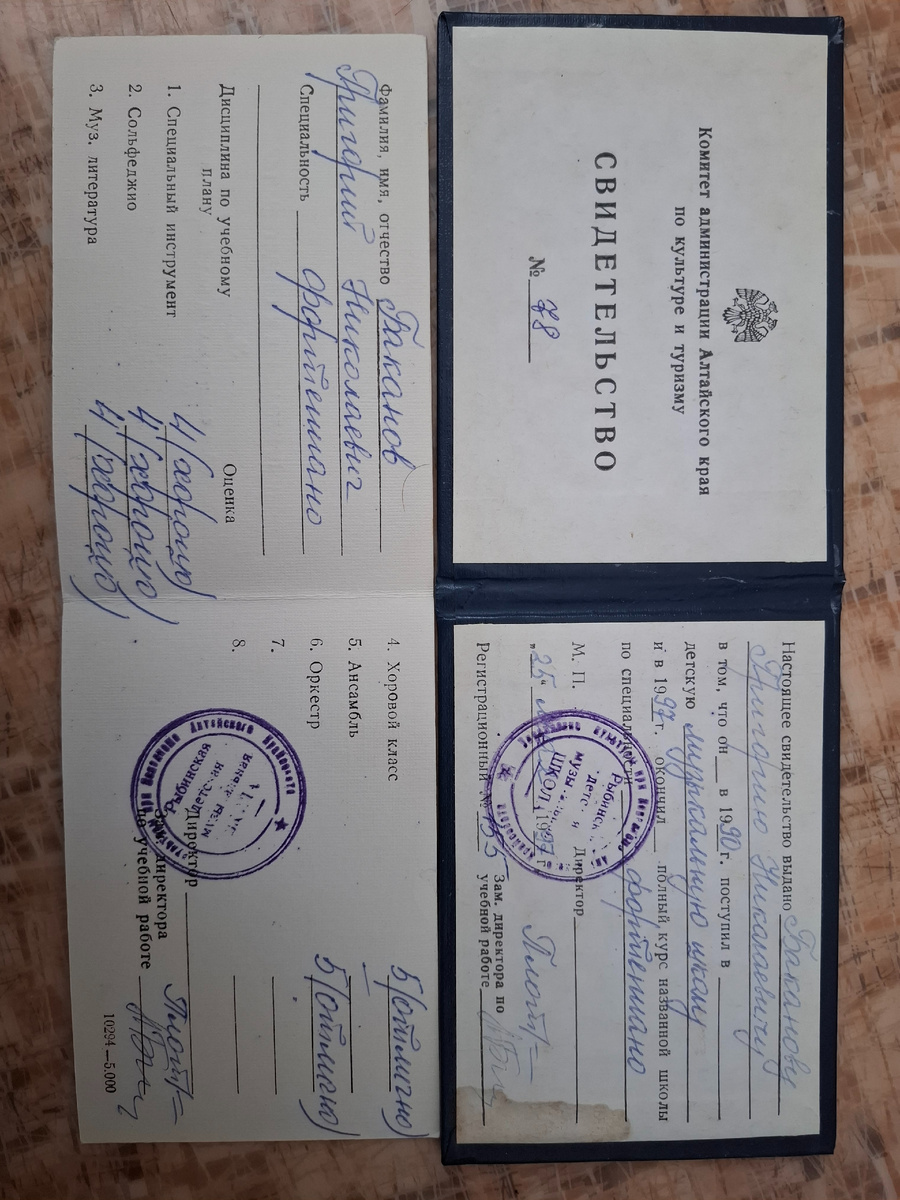 Комитет администрации Алтайского края
по культуре и туризму
СВИДЕТЕЛЬСТВО
№ 78
Настоящее свидетельство выдано Баканову
Григорию Николаевичу
в том, что он в 1990 г. поступил в
детскую музыкальную школу
и в 1997 г. окончил полный курс названной школы
по специальности фортепиано
М. П. Директор
„25“ 1997 г.
Зам. директора по
Регистрационный № учебной работе
Фамилия, имя, отчество Баканов
Григорий Николаевич
Специальность фортепиано
Дисциплина по учебному
плану
Оценка
1. Специальный инструмент 4/хорошо/
2. Сольфеджио 4/хорошо/
3. Муз. литература 4/хорошо/
4. Хоровой класс 5/отлично/
5. Ансамбль
6. Оркестр 5/отлично/
7.
8.
Директор
Зам. директора
по учебной работе
10294—5.000